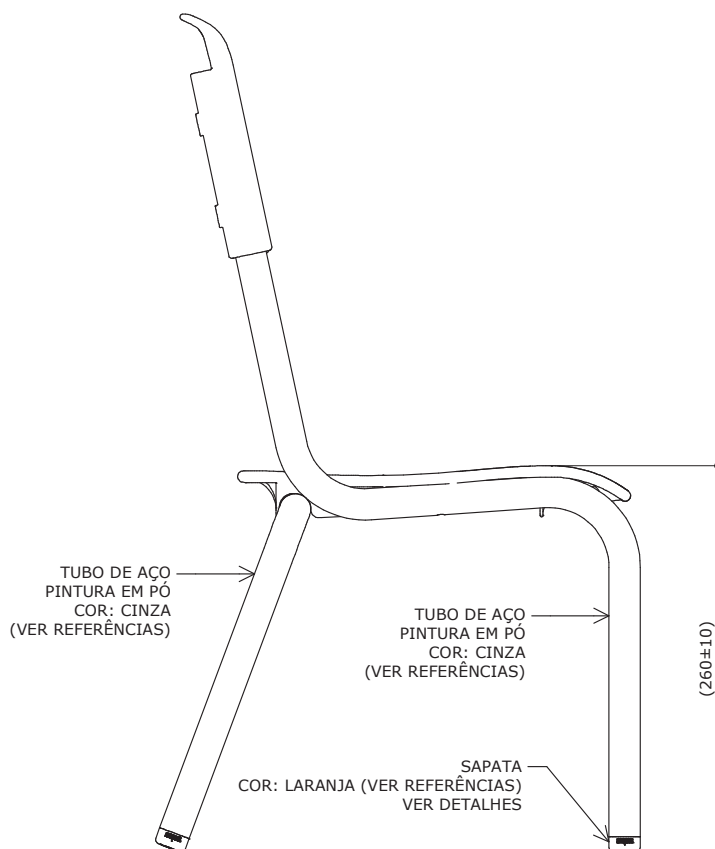 TUBO DE AÇO
PINTURA EM PÓ
COR: CINZA
(VER REFERÊNCIAS)
TUBO DE AÇO
PINTURA EM PÓ
COR: CINZA
(VER REFERÊNCIAS)
(260±10)
SAPATA
COR: LARANJA (VER REFERÊNCIAS)
VER DETALHES